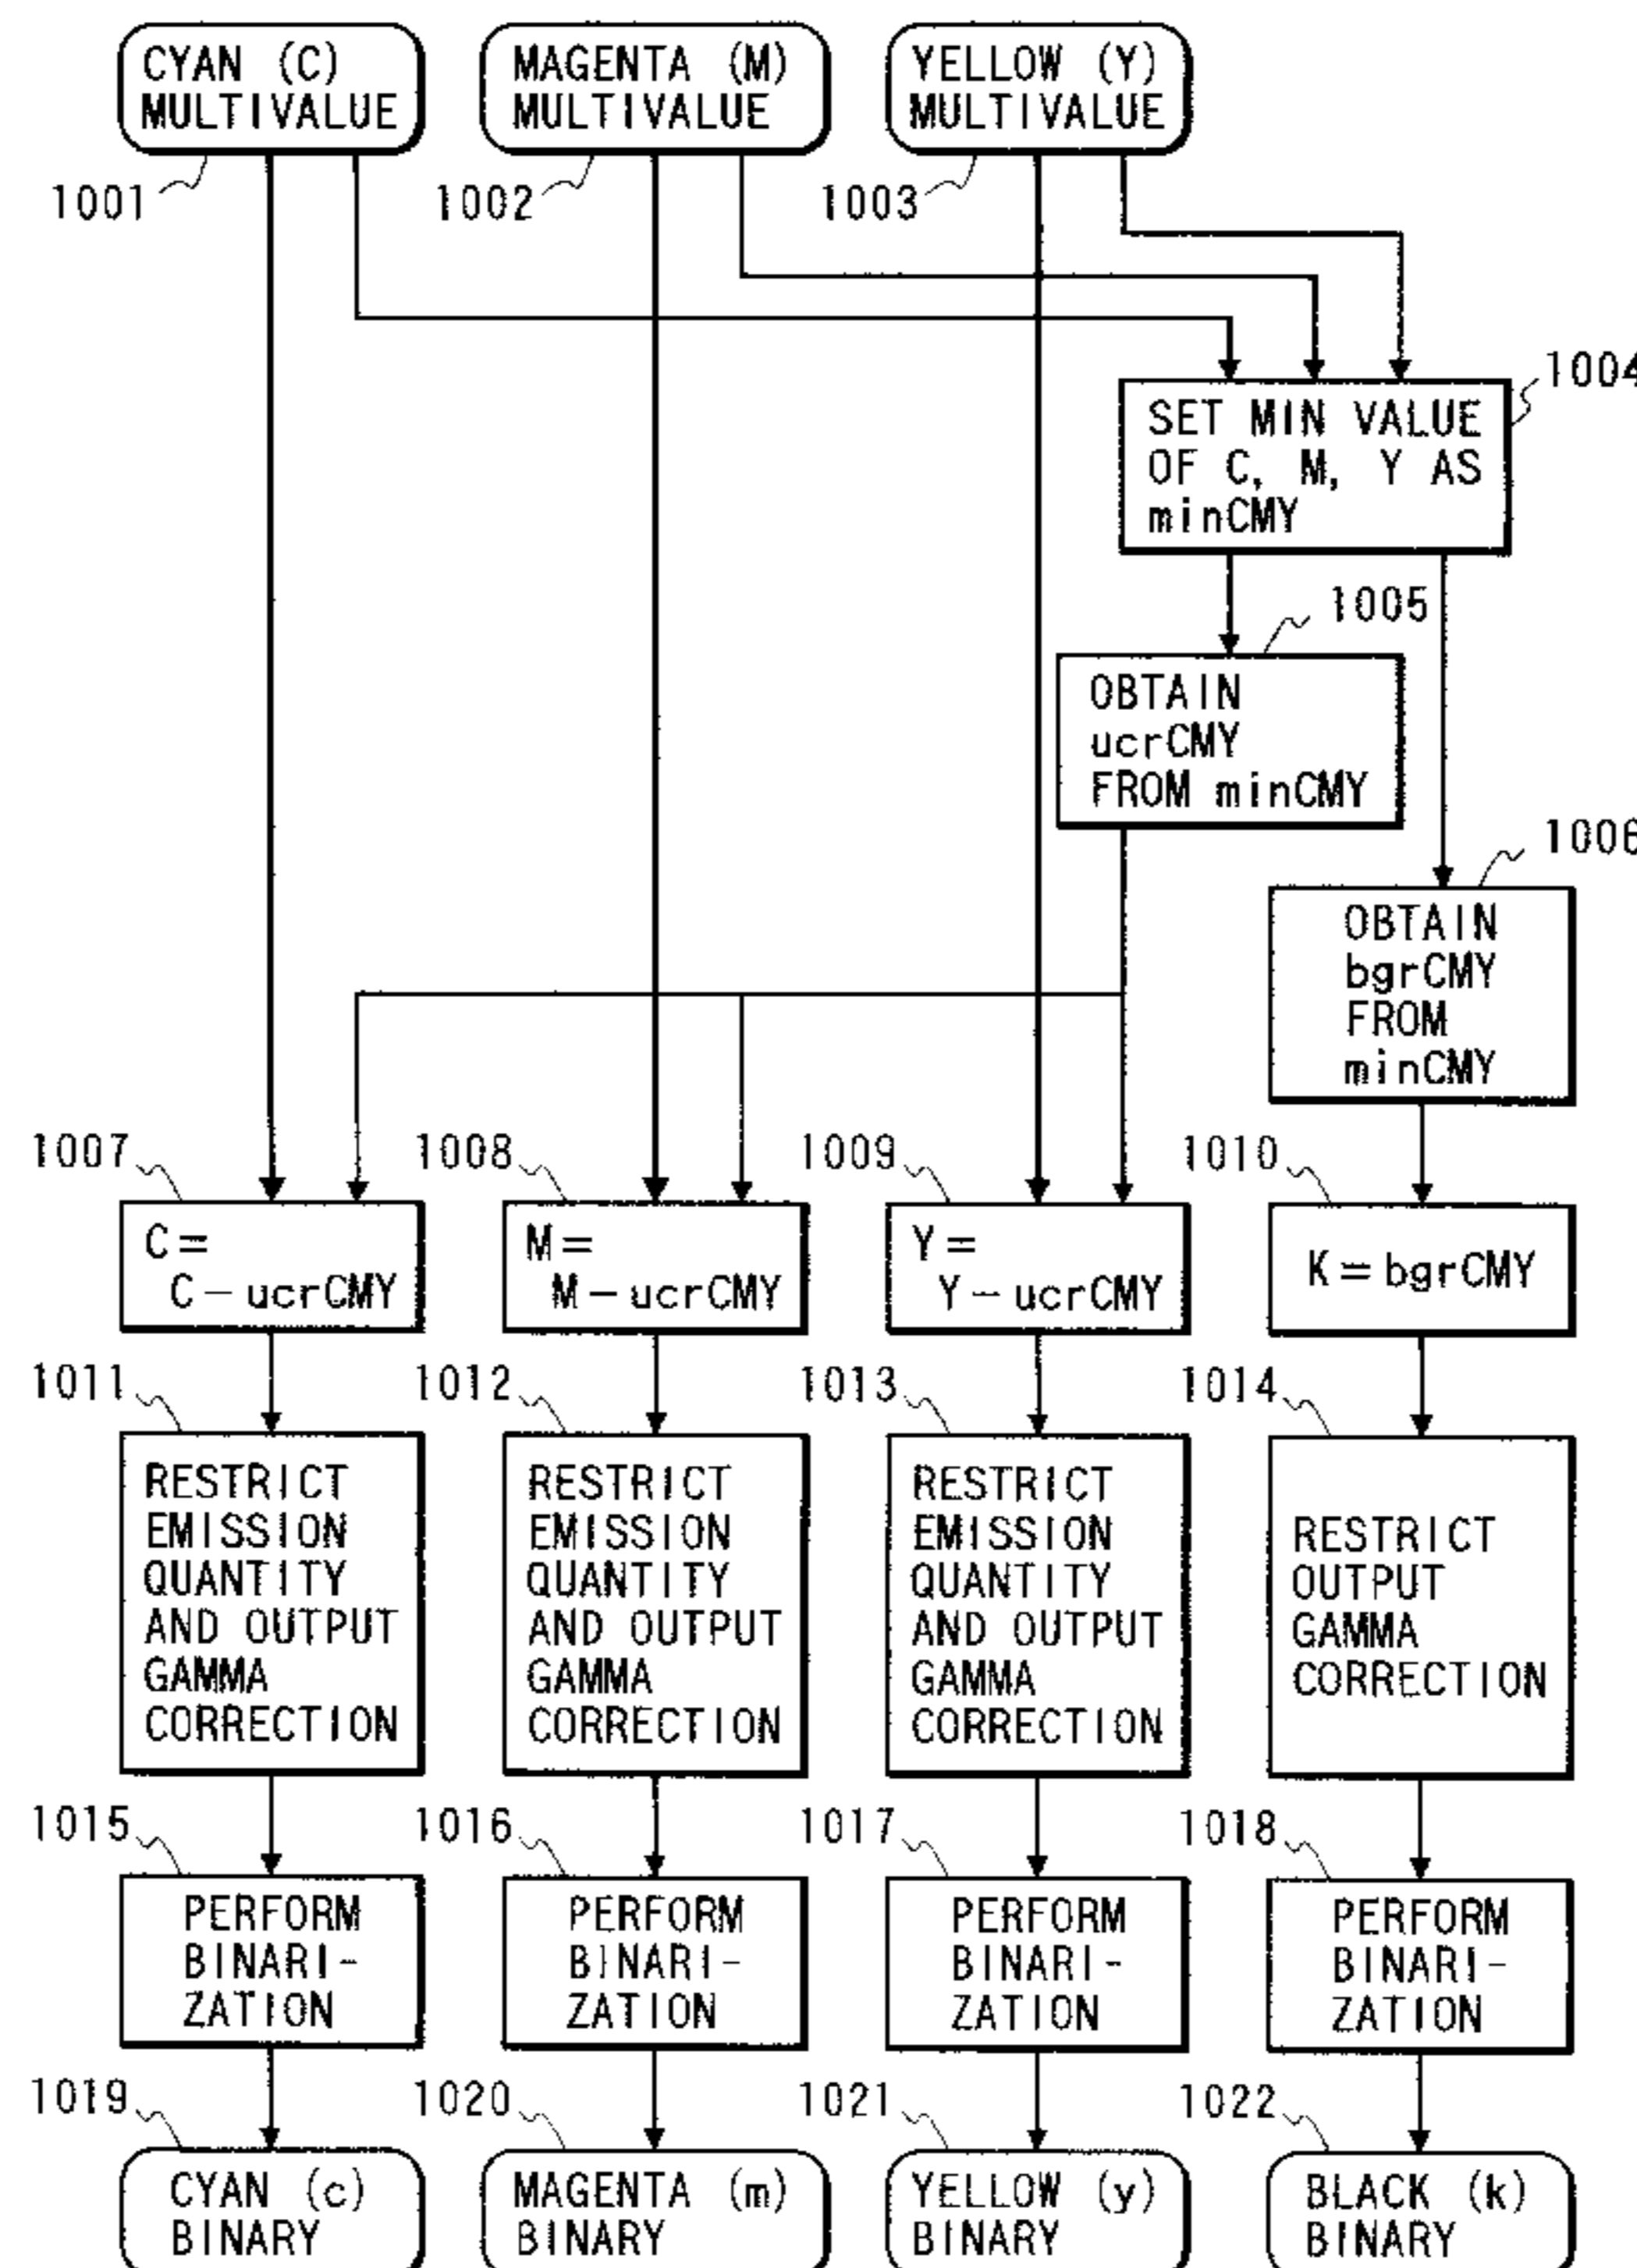 CYAN (C)
MULTIVALUE
MAGENTA (M)
MULTIVALUE
YELLOW (Y)
MULTIVALUE
1001
1002
1003
1004
SET MIN VALUE
OF C, M, Y AS
minCMY
1005
OBTAIN
ucrCMY
FROM minCMY
1006
OBTAIN
bgrCMY
FROM
minCMY
1007
1008
1009
1010
C=
C-ucrCMY
M=
M-ucrCMY
Y=
Y-ucrCMY
K=bgrCMY
1011
1012
1013
1014
RESTRICT
EMISSION
QUANTITY
AND OUTPUT
GAMMA
CORRECTION
RESTRICT
EMISSION
QUANTITY
AND OUTPUT
GAMMA
CORRECTION
RESTRICT
EMISSION
QUANTITY
AND OUTPUT
GAMMA
CORRECTION
RESTRICT
OUTPUT
GAMMA
CORRECTION
1015
1016
1017
1018
PERFORM
BINARI-
ZATION
PERFORM
BINARI-
ZATION
PERFORM
BINARI-
ZATION
PERFORM
BINARI-
ZATION
1019
1020
1021
1022
CYAN (c)
BINARY
MAGENTA (m)
BINARY
YELLOW (y)
BINARY
BLACK (k)
BINARY